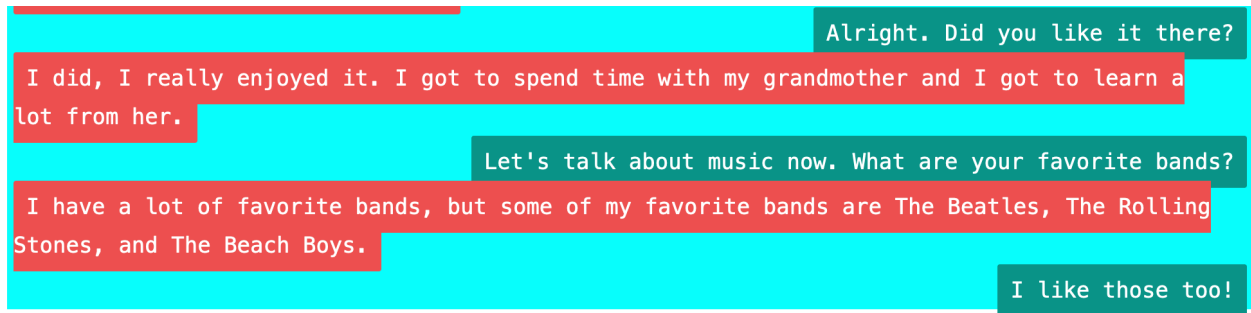 Alright. Did you like it there?
I did, I really enjoyed it. I got to spend time with my grandmother and I got to learn a
lot from her.
Let's talk about music now. What are your favorite bands?
I have a lot of favorite bands, but some of my favorite bands are The Beatles, The Rolling
Stones, and The Beach Boys.
I like those too!